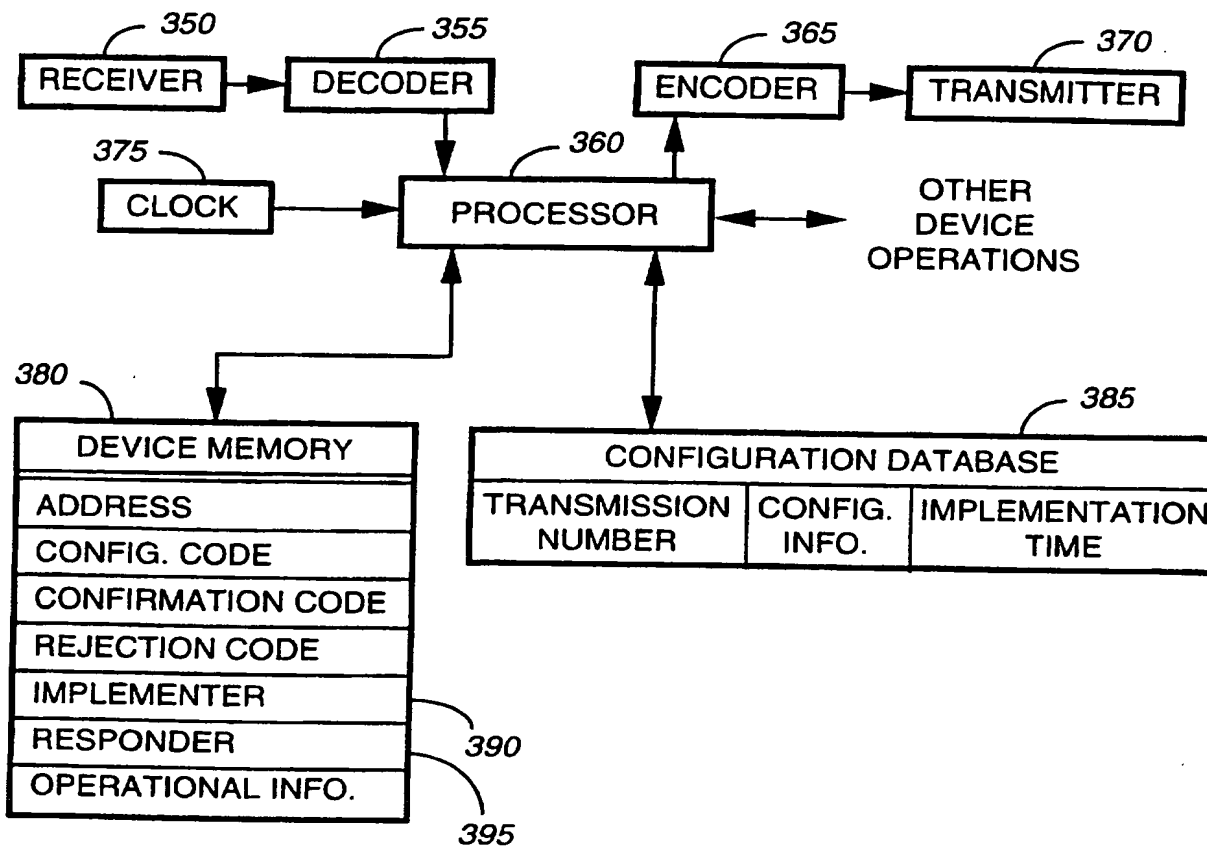 350
355
365
370
RECEIVER
DECODER
ENCODER
TRANSMITTER
375
360
CLOCK
PROCESSOR
OTHER
DEVICE
OPERATIONS
380
385
DEVICE MEMORY
ADDRESS
CONFIG. CODE
CONFIRMATION CODE
REJECTION CODE
IMPLEMENTER
RESPONDER
OPERATIONAL INFO.
390
395
CONFIGURATION DATABASE
TRANSMISSION
NUMBER
CONFIG.
INFO.
IMPLEMENTATION
TIME